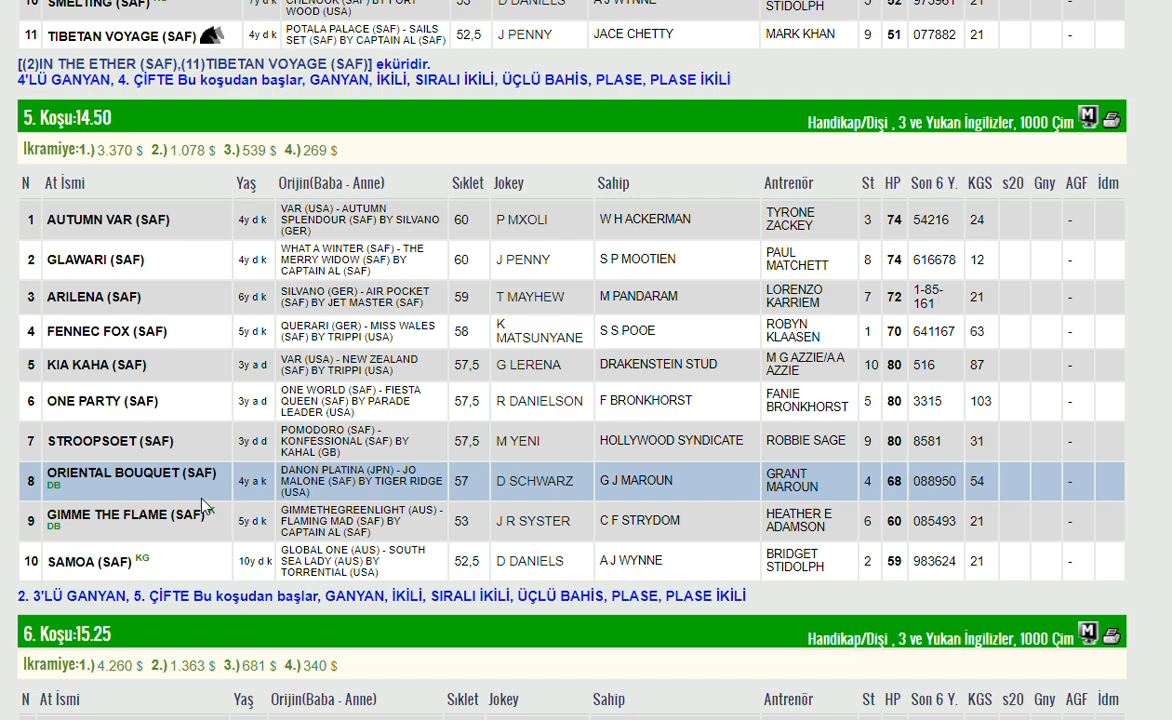 10 SMELTING (SAF) 7y d k CHENOOK (SAF) BY FORT WOOD (USA) 53 D DANIELS A J WYNNE STIDOLPH 5 52 973961 21 -
11 TIBETAN VOYAGE (SAF) 4y d k POTALA PALACE (SAF) - SAILS SET (SAF) BY CAPTAIN AL (SAF) 52,5 J PENNY JACE CHETTY MARK KHAN 9 51 077882 21 -
[(2)IN THE ETHER (SAF),(11)TIBETAN VOYAGE (SAF)] eküridir.
4'LÜ GANYAN, 4. ÇİFTE Bu koşudan başlar, GANYAN, İKİLİ, SIRALI İKİLİ, ÜÇLÜ BAHİS, PLASE, PLASE İKİLİ
5. Koşu:14.50 Handikap/Dişi , 3 ve Yukarı İngilizler, 1000 Çim M
İkramiye:1.) 3.370 $ 2.) 1.078 $ 3.) 539 $ 4.) 269 $
N At İsmi Yaş Orijin(Baba - Anne) Sıklet Jokey Sahip Antrenör St HP Son 6 Y. KGS s20 Gny AGF İdm
1 AUTUMN VAR (SAF) 4y d k VAR (USA) - AUTUMN SPLENDOUR (SAF) BY SILVANO (GER) 60 P MXOLI W H ACKERMAN TYRONE ZACKEY 3 74 54216 24 -
2 GLAWARI (SAF) 4y d k WHAT A WINTER (SAF) - THE MERRY WIDOW (SAF) BY CAPTAIN AL (SAF) 60 J PENNY S P MOOTIEN PAUL MATCHETT 8 74 616678 12 -
3 ARILENA (SAF) 6y d k SILVANO (GER) - AIR POCKET (SAF) BY JET MASTER (SAF) 59 T MAYHEW M PANDARAM LORENZO KARRIEM 7 72 1-85-161 21 -
4 FENNEC FOX (SAF) 5y d k QUERARI (GER) - MISS WALES (SAF) BY TRIPPI (USA) 58 K MATSUNYANE S S POOE ROBYN KLAASEN 1 70 641167 63 -
5 KIA KAHA (SAF) 3y a d VAR (USA) - NEW ZEALAND (SAF) BY TRIPPI (USA) 57,5 G LERENA DRAKENSTEIN STUD M G AZZIE/A A AZZIE 10 80 516 87 -
6 ONE PARTY (SAF) 3y a d ONE WORLD (SAF) - FIESTA QUEEN (SAF) BY PARADE LEADER (USA) 57,5 R DANIELSON F BRONKHORST FANIE BRONKHORST 5 80 3315 103 -
7 STROOPSOET (SAF) 3y d d POMODORO (SAF) - KONFESSIONAL (SAF) BY KAHAL (GB) 57,5 M YENI HOLLYWOOD SYNDICATE ROBBIE SAGE 9 80 8581 31 -
8 ORIENTAL BOUQUET (SAF) DB 4y a k DANON PLATINA (JPN) - JO MALONE (SAF) BY TIGER RIDGE (USA) 57 D SCHWARZ G J MAROUN GRANT MAROUN 4 68 088950 54 -
9 GIMME THE FLAME (SAF) K DB 5y d k GIMMETHEGREENLIGHT (AUS) - FLAMING MAD (SAF) BY CAPTAIN AL (SAF) 53 J R SYSTER C F STRYDOM HEATHER E ADAMSON 6 60 085493 21 -
10 SAMOA (SAF) KG 10y d k GLOBAL ONE (AUS) - SOUTH SEA LADY (AUS) BY TORRENTIAL (USA) 52,5 D DANIELS A J WYNNE BRIDGET STIDOLPH 2 59 983624 21 -
2. 3'LÜ GANYAN, 5. ÇİFTE Bu koşudan başlar, GANYAN, İKİLİ, SIRALI İKİLİ, ÜÇLÜ BAHİS, PLASE, PLASE İKİLİ
6. Koşu:15.25 Handikap/Dişi , 3 ve Yukarı İngilizler, 1000 Çim M
İkramiye:1.) 4.260 $ 2.) 1.363 $ 3.) 681 $ 4.) 340 $
N At İsmi Yaş Orijin(Baba - Anne) Sıklet Jokey Sahip Antrenör St HP Son 6 Y. KGS s20 Gny AGF İdm